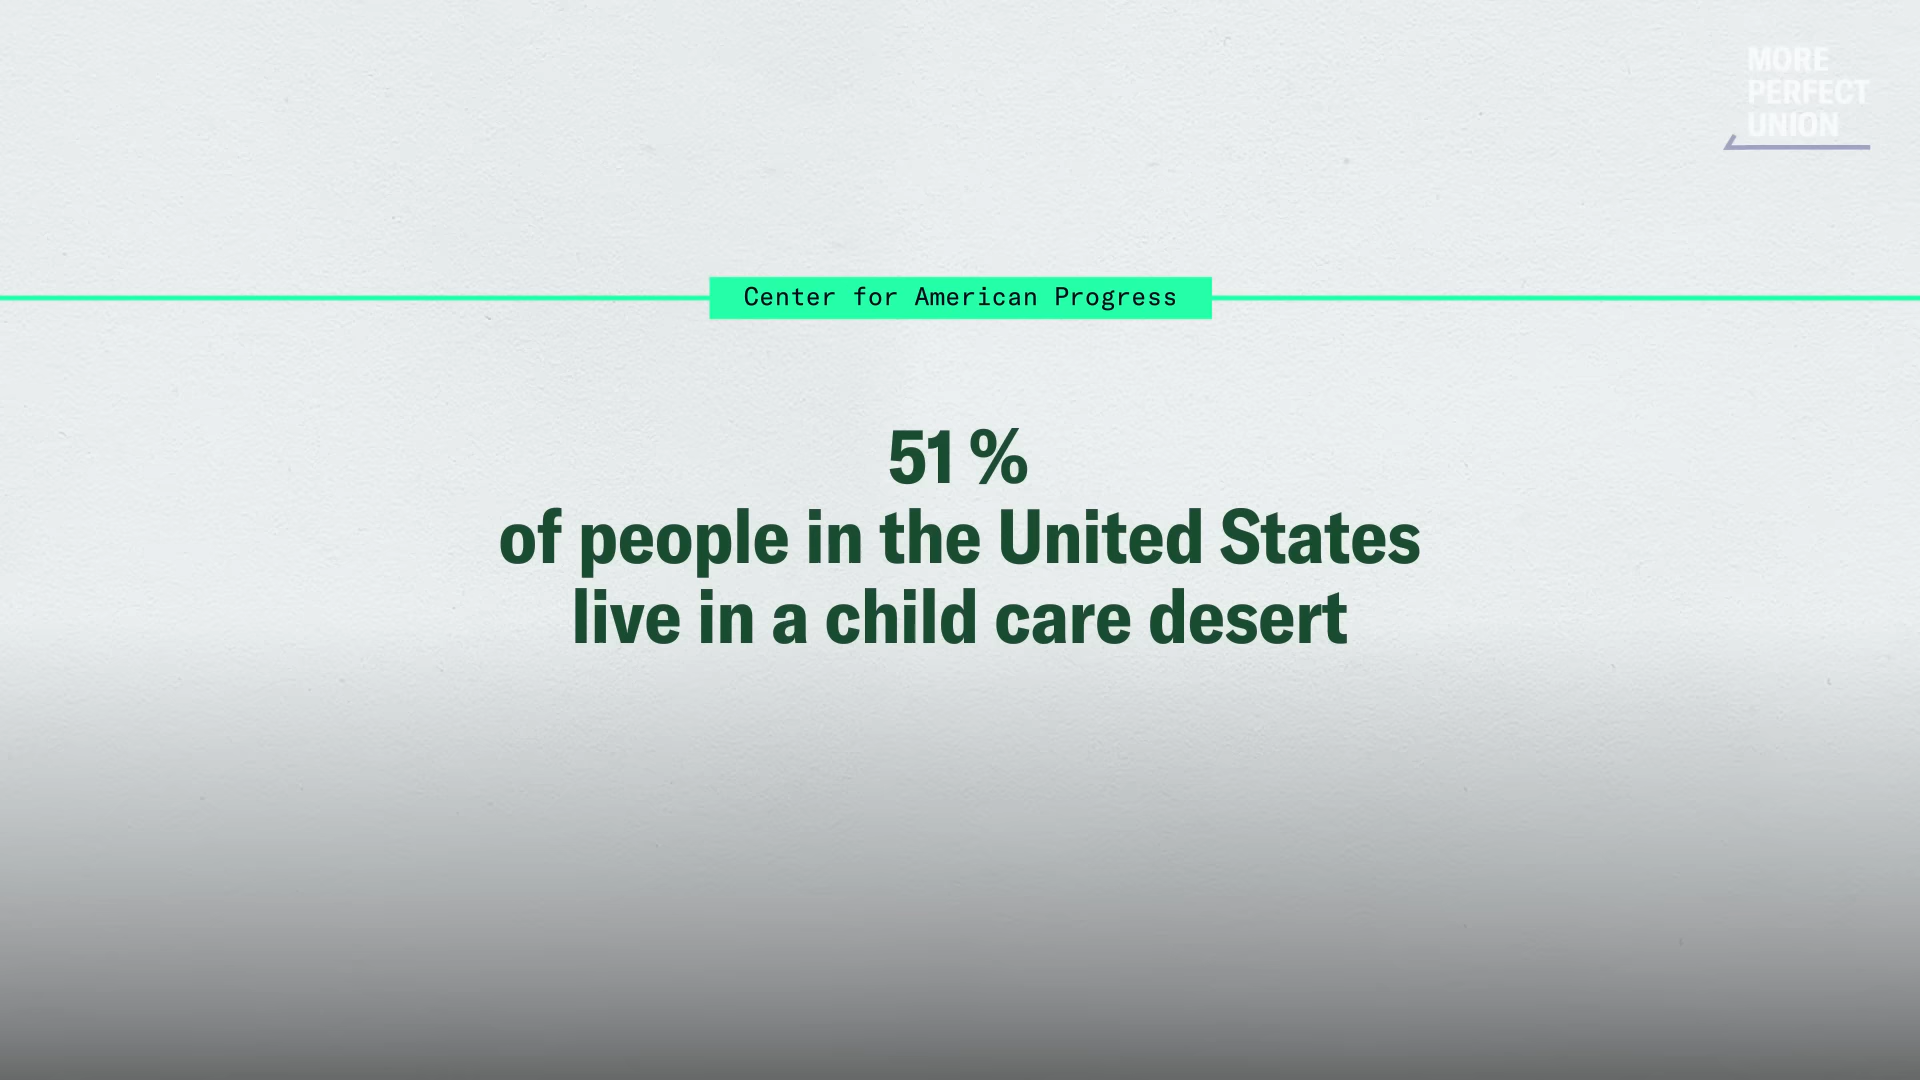 MORE
PERFECT
UNION
Center for American Progress
51 %
of people in the United States
live in a child care desert